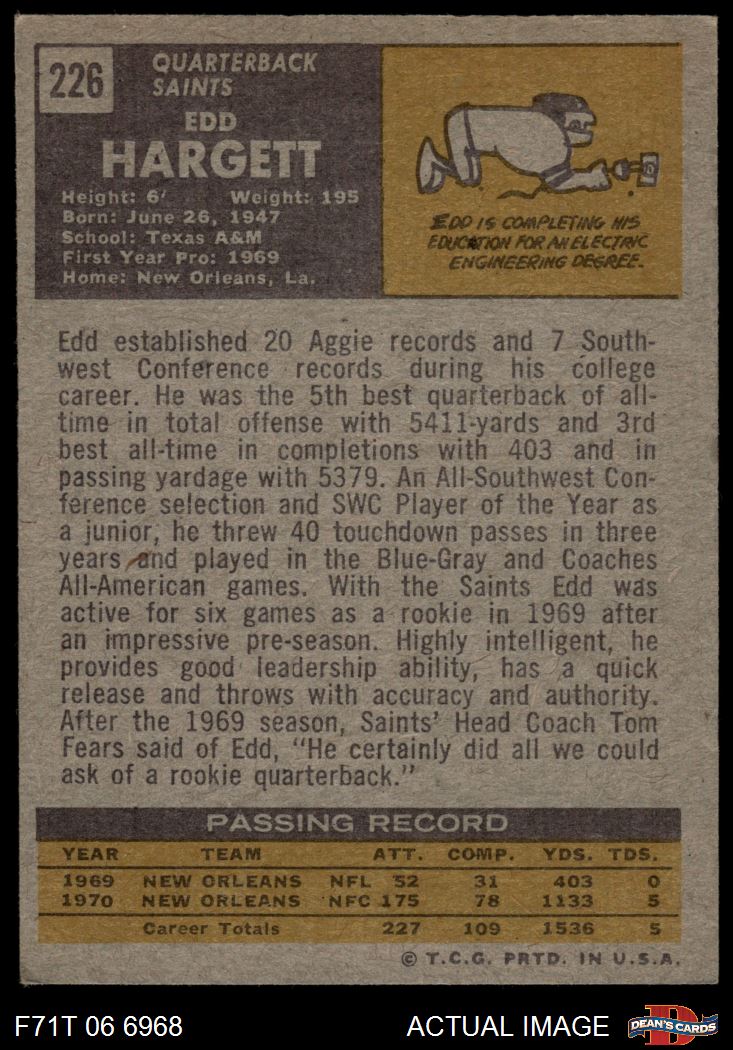 226
QUARTERBACK
SAINTS
EDD
HARGETT
Height: 6' Weight: 195
Born: June 26, 1947
School: Texas A&M
First Year Pro: 1969
Home: New Orleans, La.
EDD IS COMPLETING HIS
EDUCATION FOR AN ELECTRIC
ENGINEERING DEGREE.
Edd established 20 Aggie records and 7 South-
west Conference records during his college
career. He was the 5th best quarterback of all-
time in total offense with 5411-yards and 3rd
best all-time in completions with 403 and in
passing yardage with 5379. An All-Southwest Con-
ference selection and SWC Player of the Year as
a junior, he threw 40 touchdown passes in three
years and played in the Blue-Gray and Coaches
All-American games. With the Saints Edd was
active for six games as a rookie in 1969 after
an impressive pre-season. Highly intelligent, he
provides good leadership ability, has a quick
release and throws with accuracy and authority.
After the 1969 season, Saints' Head Coach Tom
Fears said of Edd, "He certainly did all we could
ask of a rookie quarterback."
PASSING RECORD
YEAR TEAM ATT. COMP. YDS. TDS.
1969 NEW ORLEANS NFL 52 31 403 0
1970 NEW ORLEANS NFC 175 78 1133 5
Career Totals 227 109 1536 5
© T.C.G. PRTD. IN U.S.A.
F71T 06 6968 ACTUAL IMAGE D DEAN'S CARDS